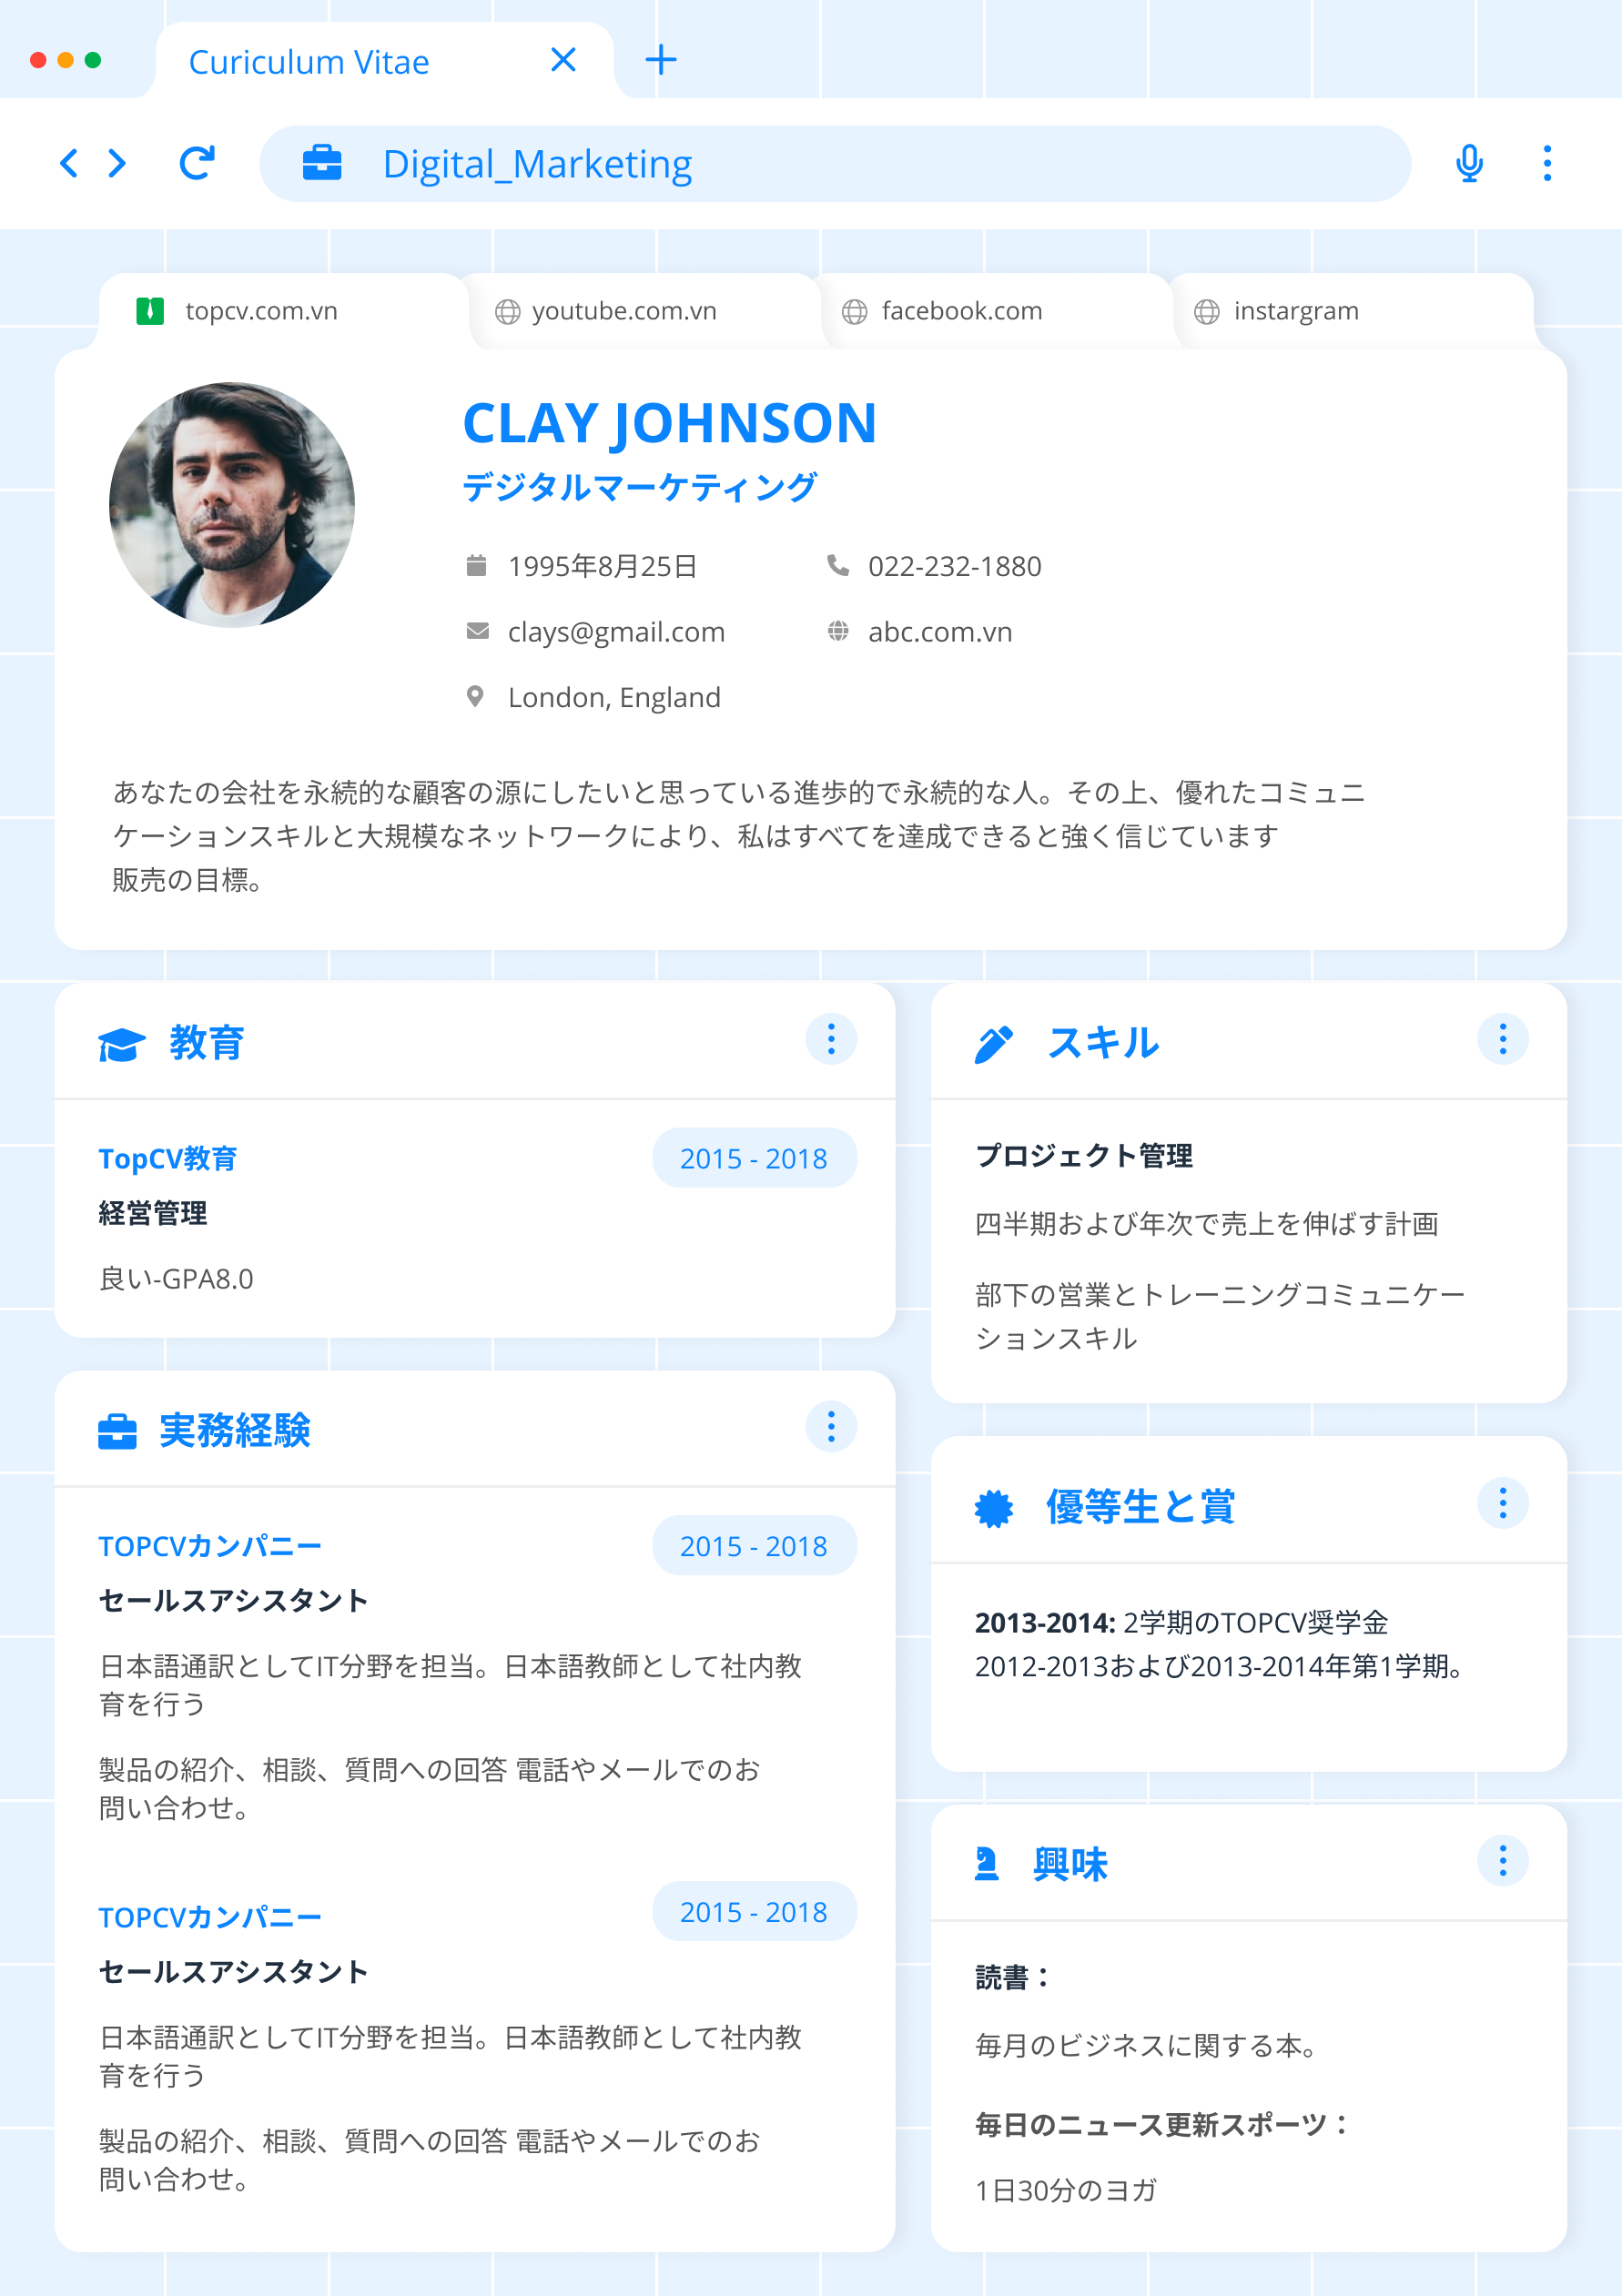 Curiculum Vitae
Digital_Marketing
topcv.com.vn
youtube.com.vn
facebook.com
instargram
CLAY JOHNSON
デジタルマーケティング
1995年8月25日
022-232-1880
clays@gmail.com
abc.com.vn
London, England
あなたの会社を永続的な顧客の源にしたいと思っている進歩的で永続的な人。その上、優れたコミュニ
ケーションスキルと大規模なネットワークにより、私はすべてを達成できると強く信じています
販売の目標。
教育
TopCV教育
2015 - 2018
経営管理
良い-GPA8.0
実務経験
TOPCVカンパニー
2015 - 2018
セールスアシスタント
日本語通訳としてIT分野を担当。日本語教師として社内教
育を行う
製品の紹介、相談、質問への回答 電話やメールでのお
問い合わせ。
TOPCVカンパニー
2015 - 2018
セールスアシスタント
日本語通訳としてIT分野を担当。日本語教師として社内教
育を行う
製品の紹介、相談、質問への回答 電話やメールでのお
問い合わせ。
スキル
プロジェクト管理
四半期および年次で売上を伸ばす計画
部下の営業とトレーニングコミュニケー
ションスキル
優等生と賞
2013-2014: 2学期のTOPCV奨学金
2012-2013および2013-2014年第1学期。
興味
読書：
毎月のビジネスに関する本。
毎日のニュース更新スポーツ：
1日30分のヨガ